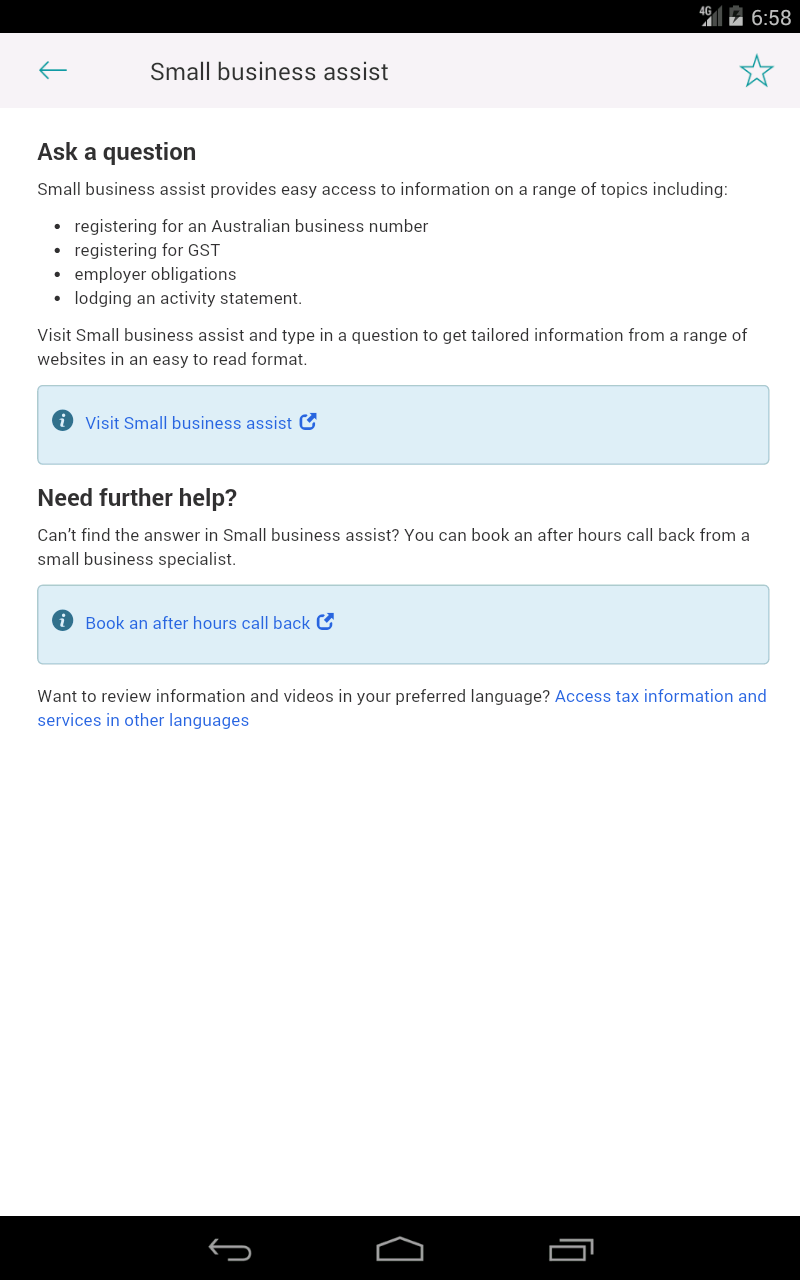 4G 6:58
Small business assist
Ask a question
Small business assist provides easy access to information on a range of topics including:
• registering for an Australian business number
• registering for GST
• employer obligations
• lodging an activity statement.
Visit Small business assist and type in a question to get tailored information from a range of
websites in an easy to read format.
Visit Small business assist
Need further help?
Can’t find the answer in Small business assist? You can book an after hours call back from a
small business specialist.
Book an after hours call back
Want to review information and videos in your preferred language? Access tax information and
services in other languages